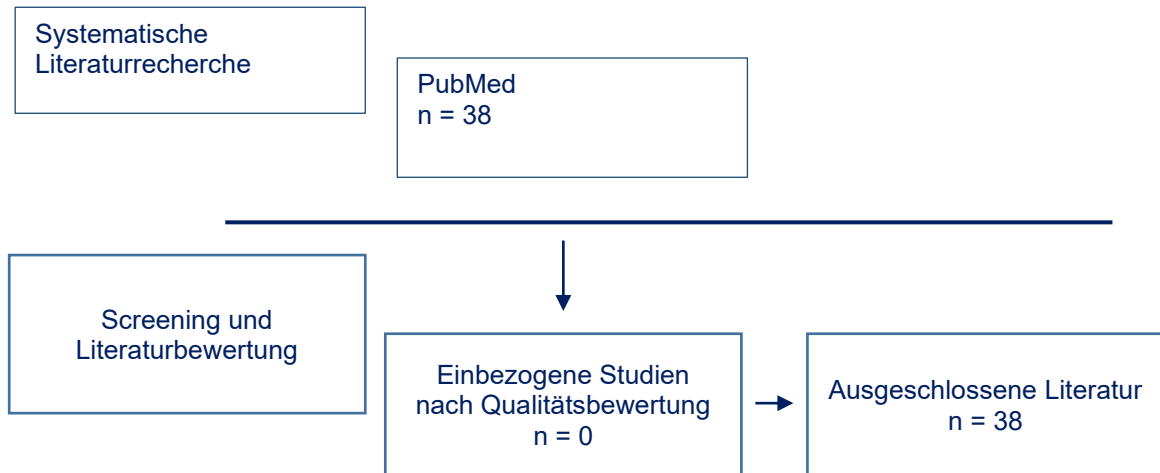 Systematische
Literaturrecherche
PubMed
n = 38
Screening und
Literaturbewertung
Einbezogene Studien
nach Qualitätsbewertung
n = 0
Ausgeschlossene Literatur
n = 38